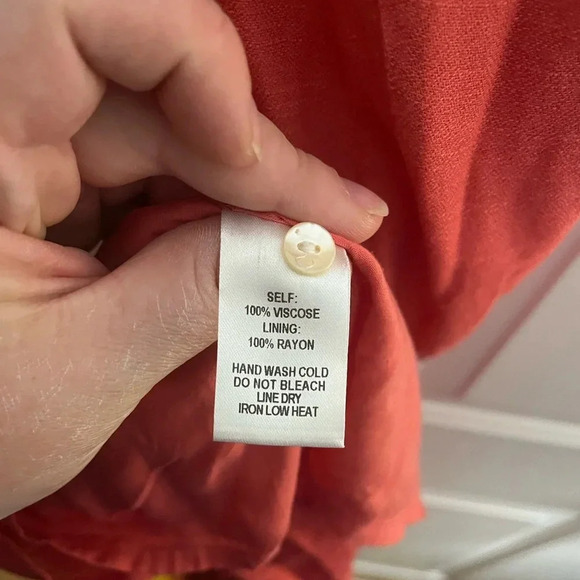 SELF:
100% VISCOSE
LINING:
100% RAYON
HAND WASH COLD
DO NOT BLEACH
LINE DRY
IRON LOW HEAT